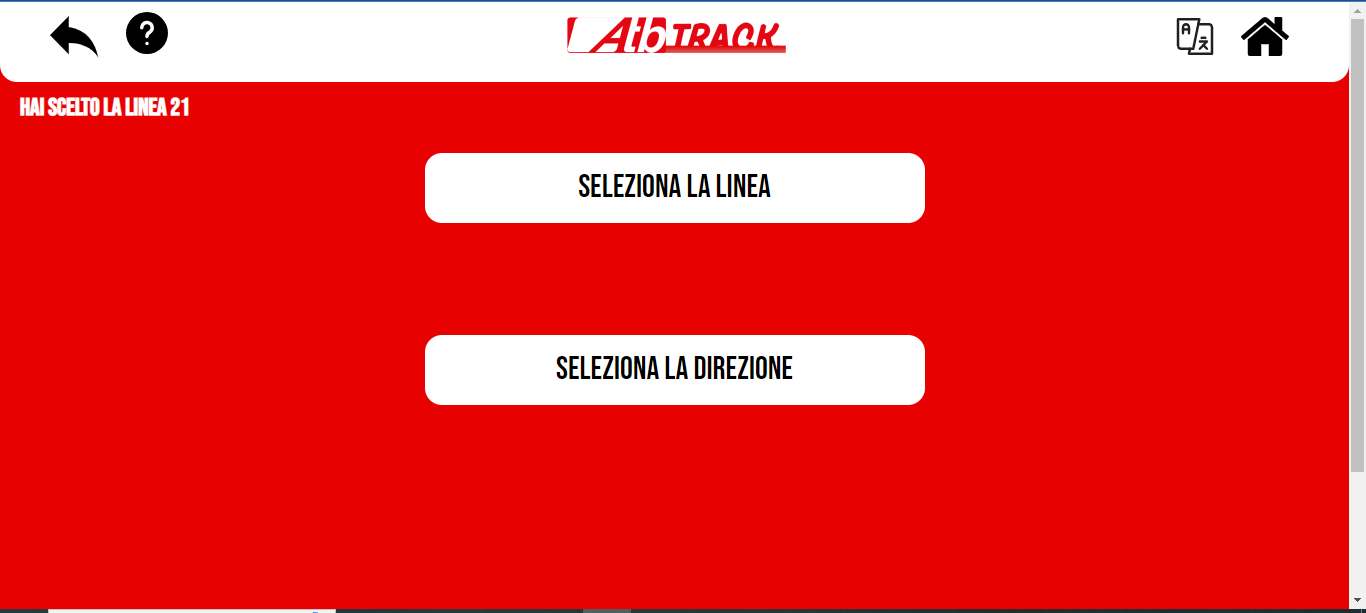 ?
Atb TRACK
A
HAI SCELTO LA LINEA 21
SELEZIONA LA LINEA
SELEZIONA LA DIREZIONE